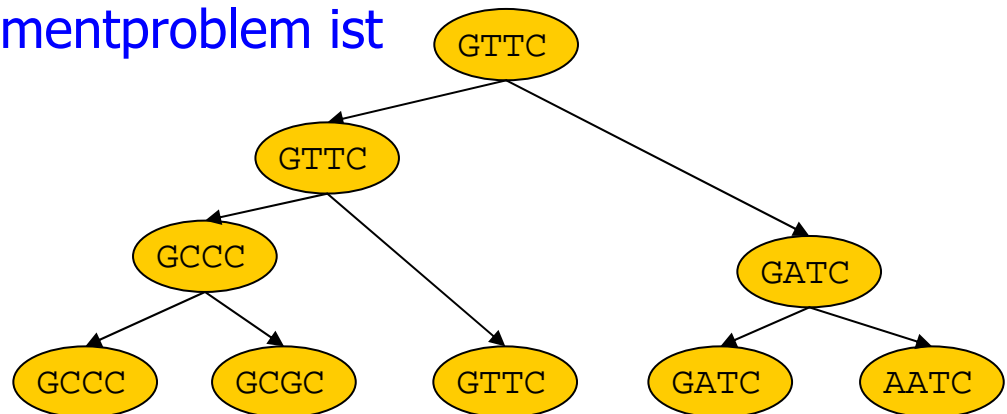 mentproblem ist
GTTC
GTTC
GCCC
GATC
GCCC GCGC GTTC GATC AATC